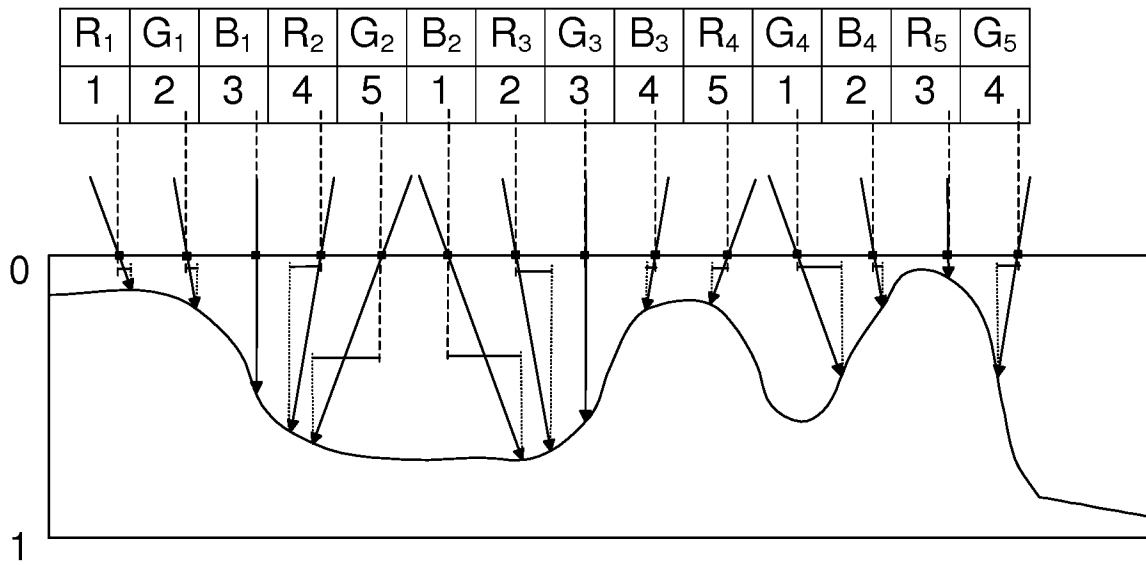 R₁ G₁ B₁ R₂ G₂ B₂ R₃ G₃ B₃ R₄ G₄ B₄ R₅ G₅
1 2 3 4 5 1 2 3 4 5 1 2 3 4
0
1